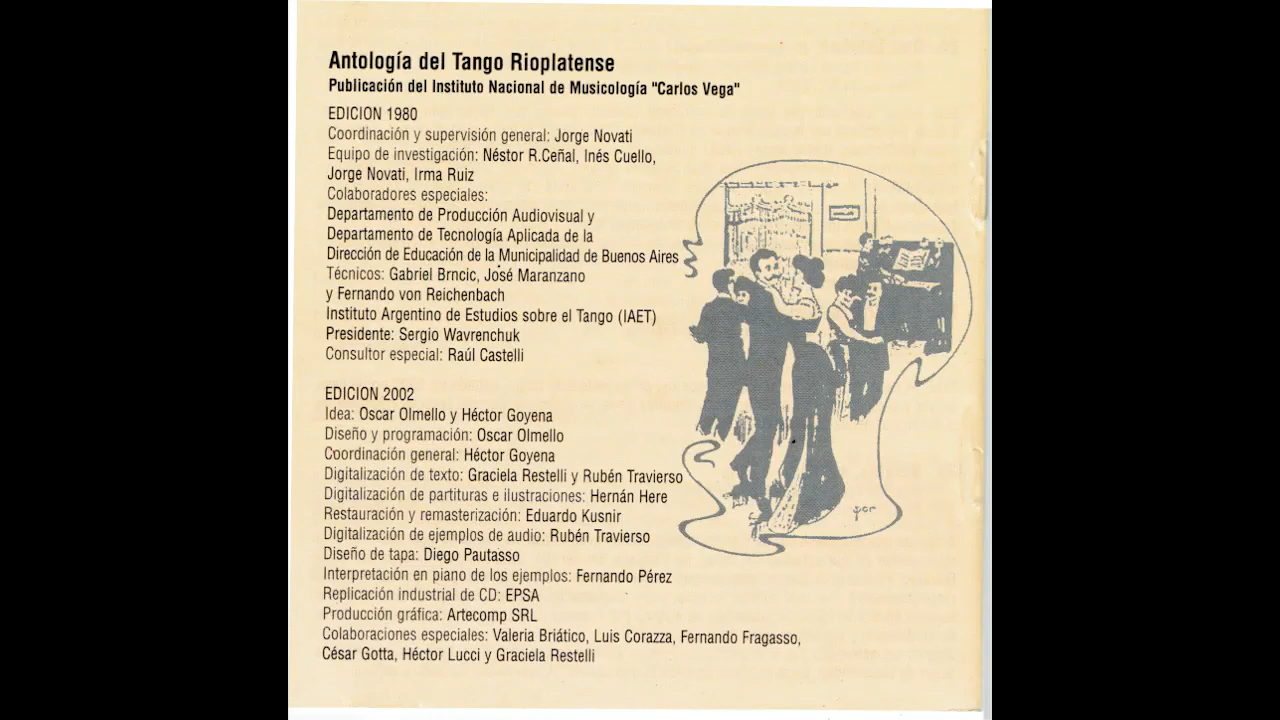 Antología del Tango Rioplatense
Publicación del Instituto Nacional de Musicología "Carlos Vega"
EDICION 1980
Coordinación y supervisión general: Jorge Novati
Equipo de investigación: Néstor R.Ceñal, Inés Cuello,
Jorge Novati, Irma Ruiz
Colaboradores especiales:
Departamento de Producción Audiovisual y
Departamento de Tecnología Aplicada de la
Dirección de Educación de la Municipalidad de Buenos Aires
Técnicos: Gabriel Brncic, José Maranzano
y Fernando von Reichenbach
Instituto Argentino de Estudios sobre el Tango (IAET)
Presidente: Sergio Wavrenchuk
Consultor especial: Raúl Castelli
EDICION 2002
Idea: Oscar Olmello y Héctor Goyena
Diseño y programación: Oscar Olmello
Coordinación general: Héctor Goyena
Digitalización de texto: Graciela Restelli y Rubén Travierso
Digitalización de partituras e ilustraciones: Hernán Here
Restauración y remasterización: Eduardo Kusnir
Digitalización de ejemplos de audio: Rubén Travierso
Diseño de tapa: Diego Pautasso
Interpretación en piano de los ejemplos: Fernando Pérez
Replicación industrial de CD: EPSA
Producción gráfica: Artecomp SRL
Colaboraciones especiales: Valeria Briático, Luis Corazza, Fernando Fragasso,
César Gotta, Héctor Lucci y Graciela Restelli